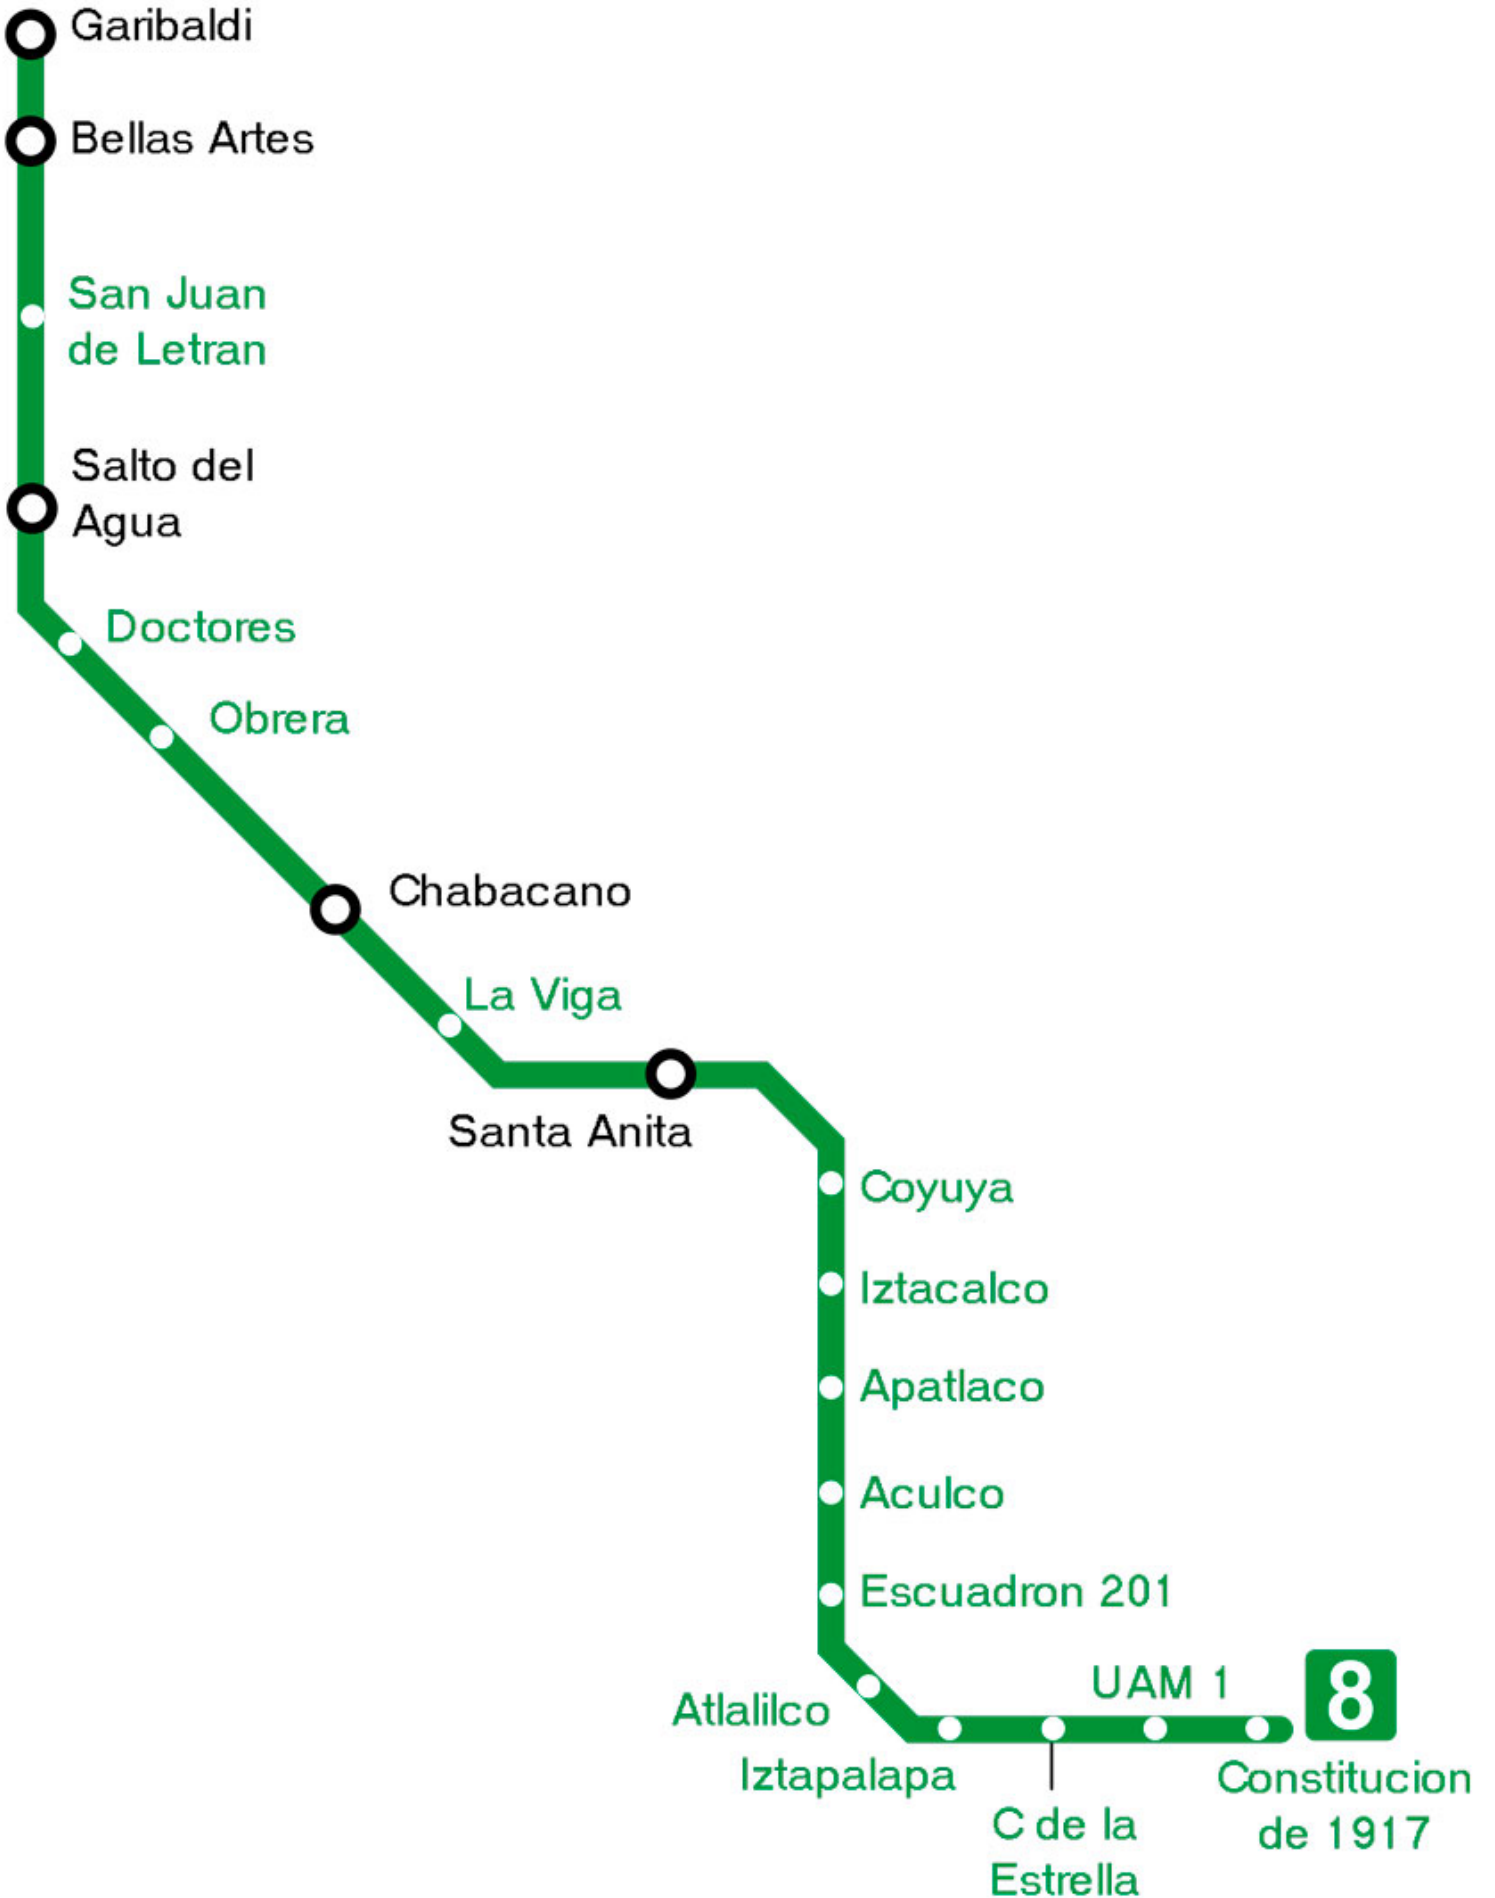 Garibaldi
Bellas Artes
San Juan
de Letran
Salto del
Agua
Doctores
Obrera
Chabacano
La Viga
Santa Anita
Coyuya
Iztacalco
Apatlaco
Aculco
Escuadron 201
Atlalilco
Iztapalapa
C de la
Estrella
UAM 1
8
Constitucion
de 1917